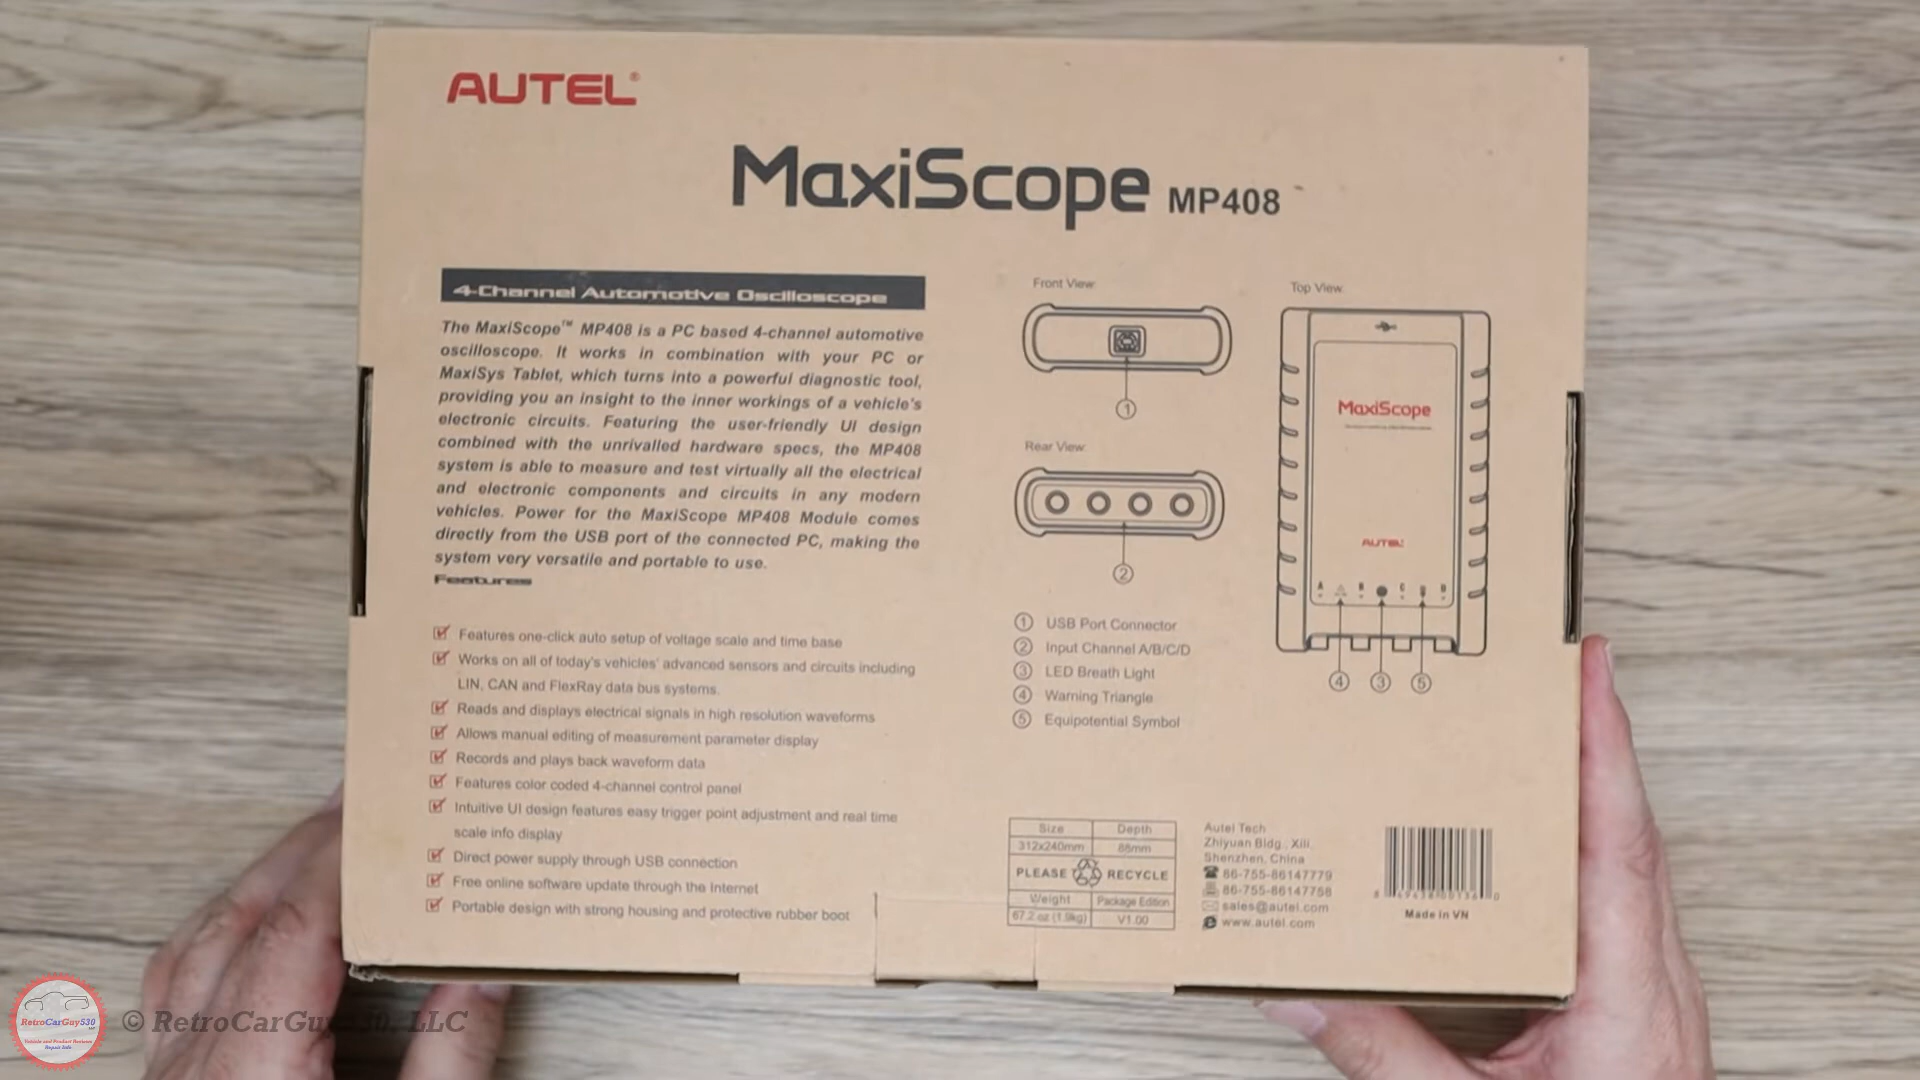 AUTEL®
MaxiScope MP408
4-Channel Automotive Oscilloscope
The MaxiScope™ MP408 is a PC based 4-channel automotive
oscilloscope. It works in combination with your PC or
MaxiSys Tablet, which turns into a powerful diagnostic tool,
providing you an insight to the inner workings of a vehicle's
electronic circuits. Featuring the user-friendly UI design
combined with the unrivalled hardware specs, the MP408
system is able to measure and test virtually all the electrical
and electronic components and circuits in any modern
vehicles. Power for the MaxiScope MP408 Module comes
directly from the USB port of the connected PC, making the
system very versatile and portable to use.
Features
Features one-click auto setup of voltage scale and time base
Works on all of today's vehicles' advanced sensors and circuits including
LIN, CAN and FlexRay data bus systems.
Reads and displays electrical signals in high resolution waveforms
Allows manual editing of measurement parameter display
Records and plays back waveform data
Features color coded 4-channel control panel
Intuitive UI design features easy trigger point adjustment and real time
scale info display
Direct power supply through USB connection
Free online software update through the Internet
Portable design with strong housing and protective rubber boot
Front View
1
Rear View
2
Top View
MaxiScope
AUTEL
A B C D
4 3 5
1 USB Port Connector
2 Input Channel A/B/C/D
3 LED Breath Light
4 Warning Triangle
5 Equipotential Symbol
Size Depth
312x240mm 88mm
PLEASE RECYCLE
Weight Package Edition
67.2 oz (1.9kg) V1.00
Autel Tech
Zhiyuan Bldg., Xili,
Shenzhen, China
86-755-86147779
86-755-86147758
sales@autel.com
www.autel.com
Made in VN
RetroCarGuy530
Vehicle and Product Reviews
Repair Info
© RetroCarGuy530, LLC